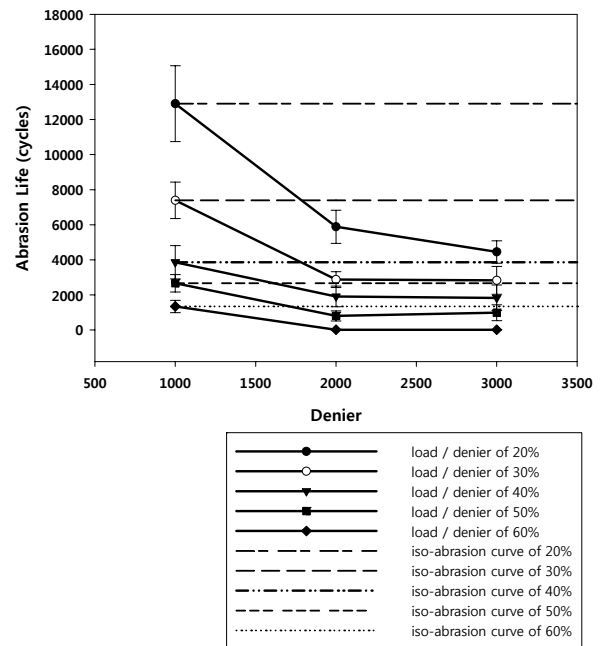 18000
16000
14000
12000
10000
8000
6000
4000
2000
0
Abrasion Life (cycles)
500 1000 1500 2000 2500 3000 3500
Denier
load / denier of 20%
load / denier of 30%
load / denier of 40%
load / denier of 50%
load / denier of 60%
iso-abrasion curve of 20%
iso-abrasion curve of 30%
iso-abrasion curve of 40%
iso-abrasion curve of 50%
iso-abrasion curve of 60%